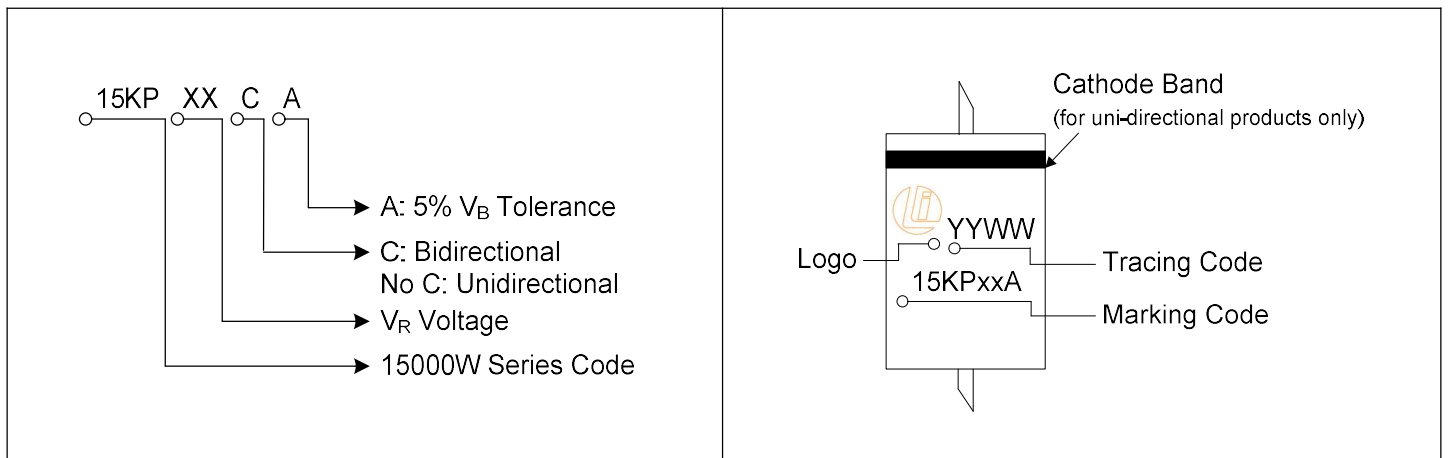 15KP XX C A
A: 5% VB Tolerance
C: Bidirectional
No C: Unidirectional
VR Voltage
15000W Series Code
Cathode Band
(for uni-directional products only)
YYWW
Logo
Tracing Code
15KPxxA
Marking Code